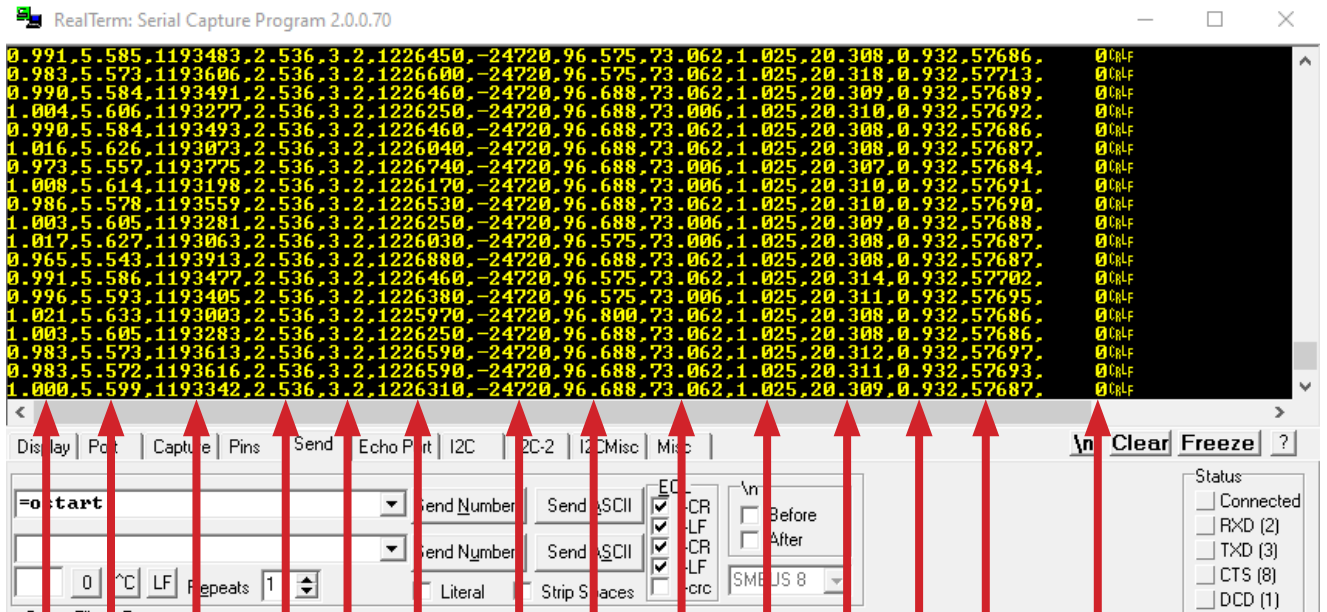 RealTerm: Serial Capture Program 2.0.0.70
0.991,5.585,1193483,2.536,3.2,1226450,-24720,96.575,73.062,1.025,20.308,0.932,57686, 0CRLF
0.983,5.573,1193606,2.536,3.2,1226600,-24720,96.575,73.062,1.025,20.318,0.932,57713, 0CRLF
0.990,5.584,1193491,2.536,3.2,1226460,-24720,96.688,73.062,1.025,20.309,0.932,57689, 0CRLF
1.004,5.606,1193277,2.536,3.2,1226250,-24720,96.688,73.006,1.025,20.310,0.932,57692, 0CRLF
0.990,5.584,1193493,2.536,3.2,1226460,-24720,96.688,73.062,1.025,20.308,0.932,57686, 0CRLF
1.016,5.626,1193073,2.536,3.2,1226040,-24720,96.688,73.062,1.025,20.308,0.932,57687, 0CRLF
0.973,5.557,1193775,2.536,3.2,1226740,-24720,96.688,73.006,1.025,20.307,0.932,57684, 0CRLF
1.008,5.614,1193198,2.536,3.2,1226170,-24720,96.688,73.006,1.025,20.310,0.932,57691, 0CRLF
0.986,5.578,1193559,2.536,3.2,1226530,-24720,96.688,73.062,1.025,20.310,0.932,57690, 0CRLF
1.003,5.605,1193281,2.536,3.2,1226250,-24720,96.688,73.006,1.025,20.309,0.932,57688, 0CRLF
1.017,5.627,1193063,2.536,3.2,1226030,-24720,96.575,73.006,1.025,20.308,0.932,57687, 0CRLF
0.965,5.543,1193913,2.536,3.2,1226880,-24720,96.688,73.062,1.025,20.308,0.932,57687, 0CRLF
0.991,5.586,1193477,2.536,3.2,1226460,-24720,96.575,73.062,1.025,20.314,0.932,57702, 0CRLF
0.996,5.593,1193405,2.536,3.2,1226380,-24720,96.575,73.006,1.025,20.311,0.932,57695, 0CRLF
1.021,5.633,1193003,2.536,3.2,1225970,-24720,96.800,73.062,1.025,20.308,0.932,57686, 0CRLF
1.003,5.605,1193283,2.536,3.2,1226250,-24720,96.688,73.062,1.025,20.308,0.932,57686, 0CRLF
0.983,5.573,1193613,2.536,3.2,1226590,-24720,96.688,73.062,1.025,20.312,0.932,57697, 0CRLF
0.983,5.572,1193616,2.536,3.2,1226590,-24720,96.688,73.062,1.025,20.311,0.932,57693, 0CRLF
1.000,5.599,1193342,2.536,3.2,1226310,-24720,96.688,73.062,1.025,20.309,0.932,57687, 0CRLF
Display Port Capture Pins Send Echo Port I2C I2C-2 I2CMisc Misc \n Clear Freeze ?
EOL \n Status
Send Number Send ASCII +CR Before Connected
+LF After RXD (2)
Send Number Send ASCII +CR TXD (3)
+LF
0 ^C LF Repeats 1 Literal Strip Spaces +crc SMBUS 8 CTS (8)
DCD (1)